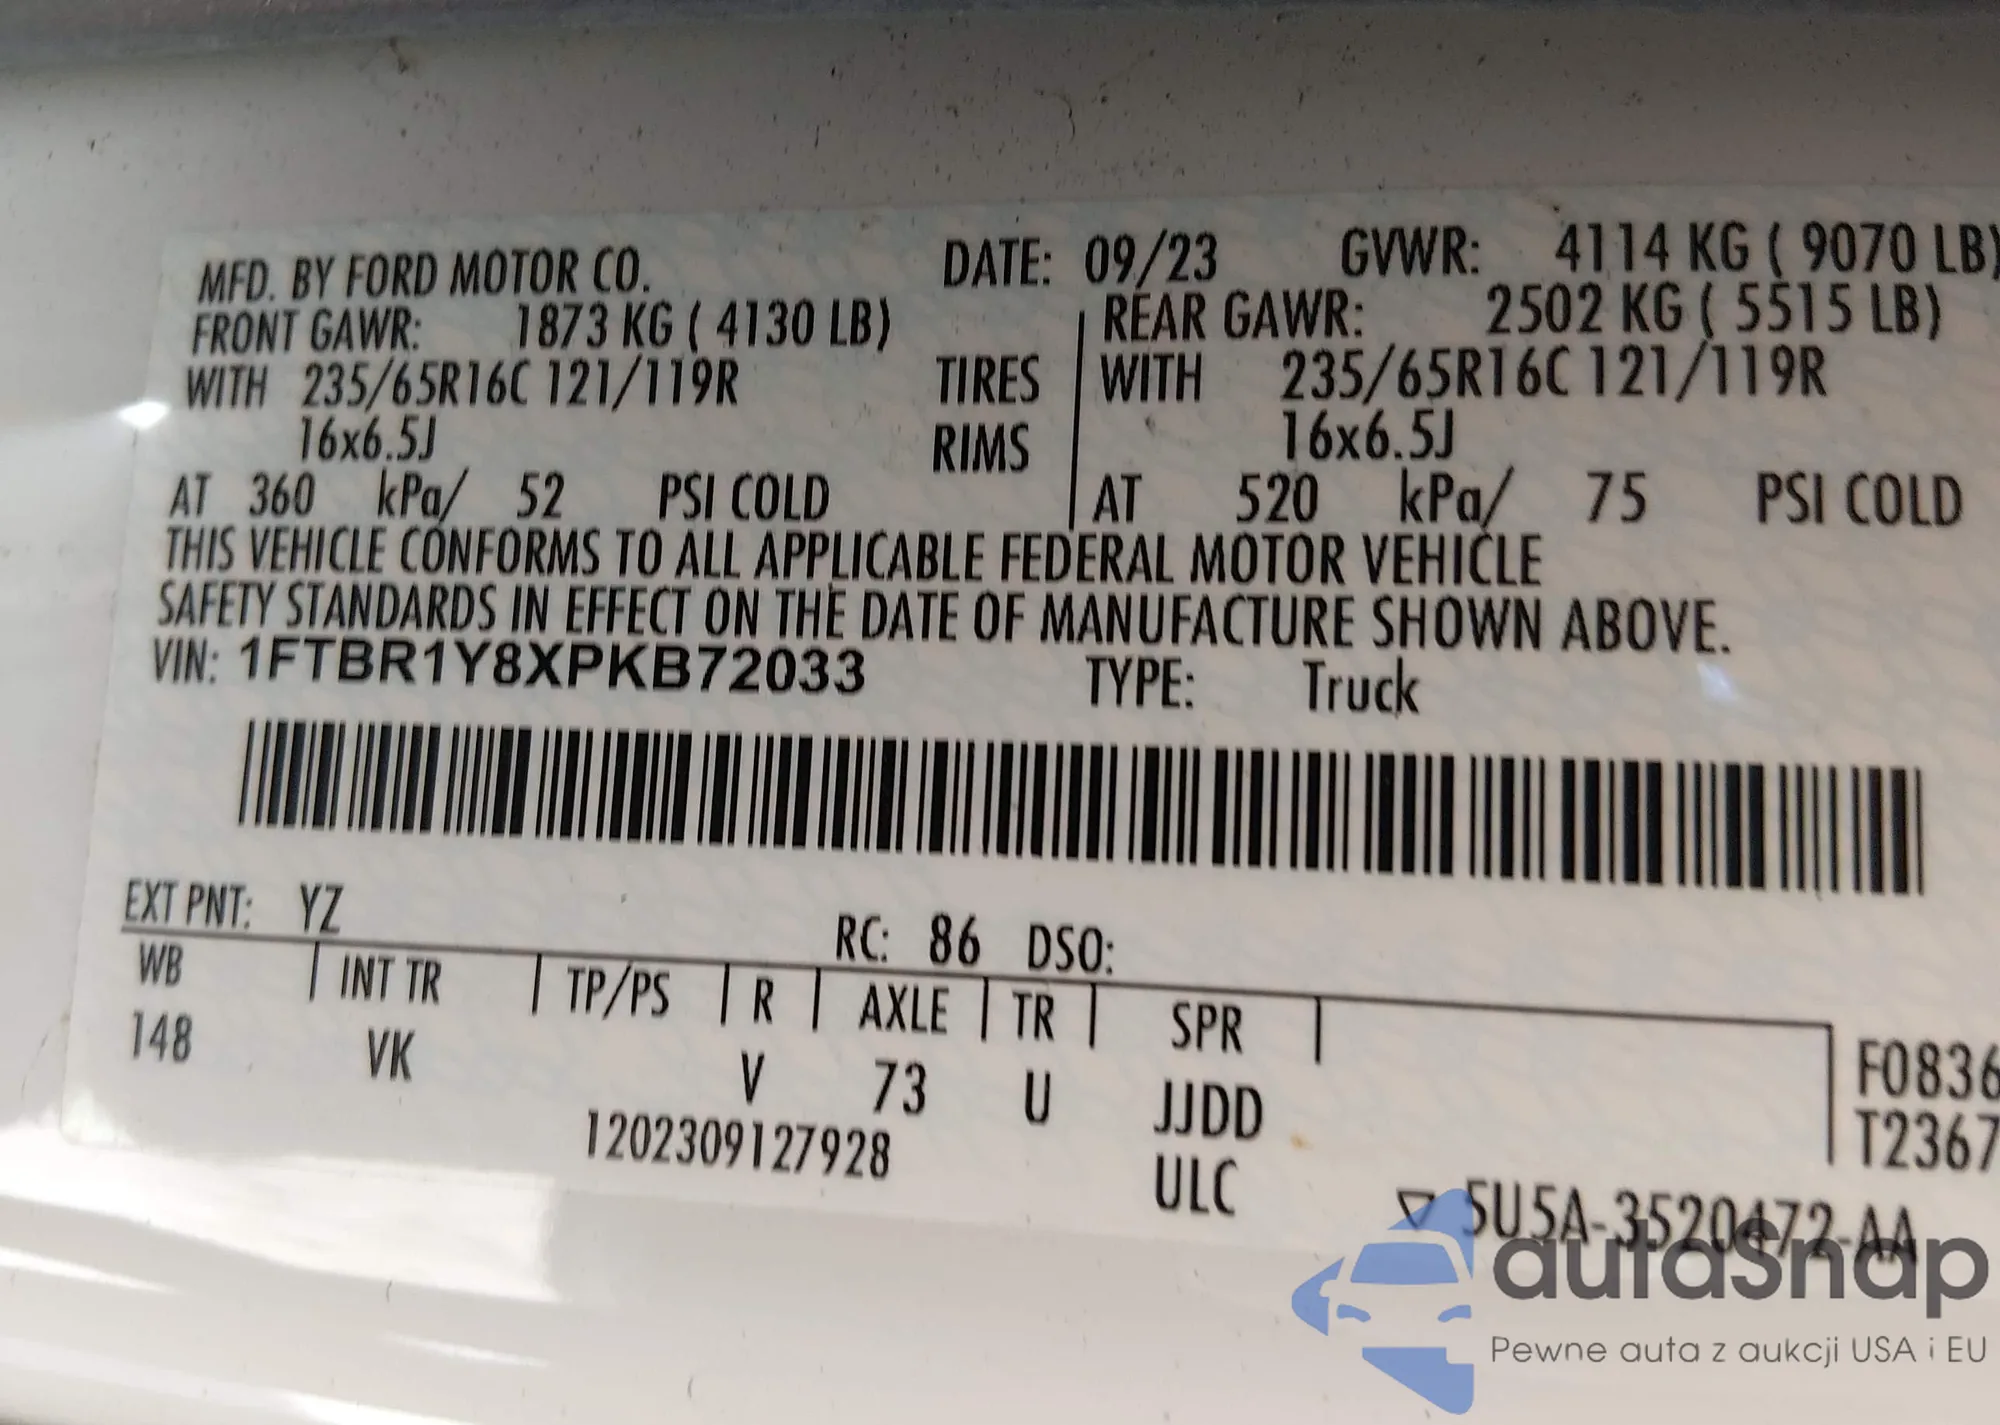 MFD. BY FORD MOTOR CO. DATE: 09/23 GVWR: 4114 KG ( 9070 LB)
FRONT GAWR: 1873 KG ( 4130 LB) REAR GAWR: 2502 KG ( 5515 LB)
WITH 235/65R16C 121/119R TIRES WITH 235/65R16C 121/119R
16x6.5J RIMS 16x6.5J
AT 360 kPa/ 52 PSI COLD AT 520 kPa/ 75 PSI COLD
THIS VEHICLE CONFORMS TO ALL APPLICABLE FEDERAL MOTOR VEHICLE
SAFETY STANDARDS IN EFFECT ON THE DATE OF MANUFACTURE SHOWN ABOVE.
VIN: 1FTBR1Y8XPKB72033 TYPE: Truck
EXT PNT: YZ RC: 86 DSO:
WB INT TR TP/PS R AXLE TR SPR F0836
148 VK V 73 U JJDD T2367
1202309127928 ULC
5U5A-3520472-AA
autaSnap
Pewne auta z aukcji USA i EU